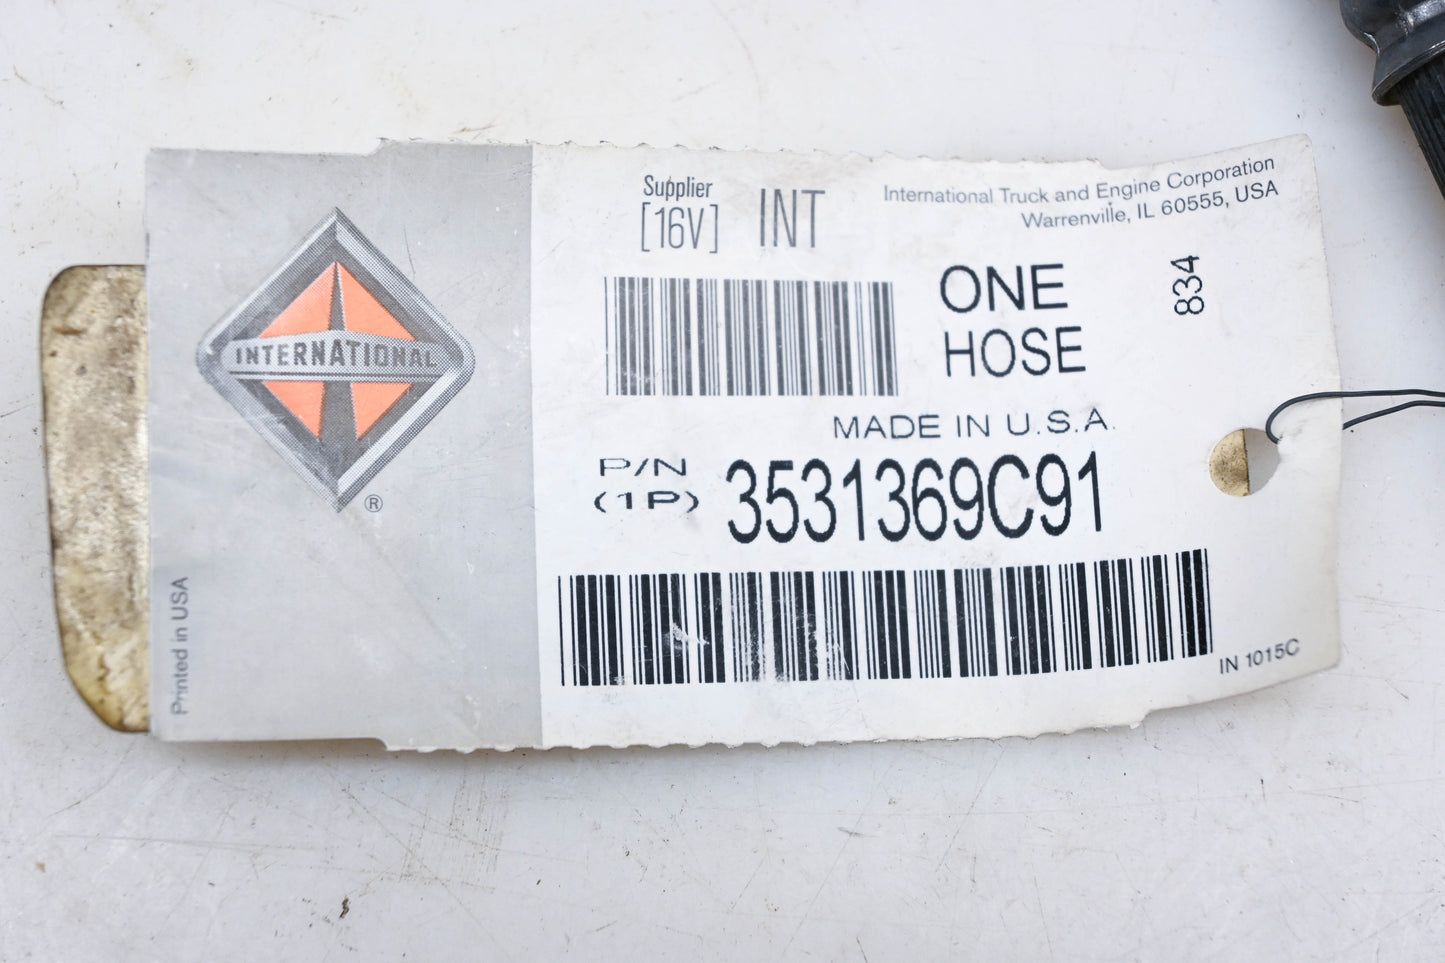 INTERNATIONAL
®
Printed in USA
Supplier
[16V] INT
International Truck and Engine Corporation
Warrenville, IL 60555, USA
ONE
HOSE
834
MADE IN U.S.A.
P/N
(1P) 3531369C91
IN 1015C